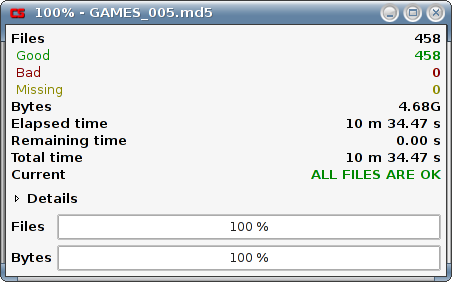 CS 100% - GAMES_005.md5
Files 458
Good 458
Bad 0
Missing 0
Bytes 4.68G
Elapsed time 10 m 34.47 s
Remaining time 0.00 s
Total time 10 m 34.47 s
Current ALL FILES ARE OK
Details
Files 100 %
Bytes 100 %